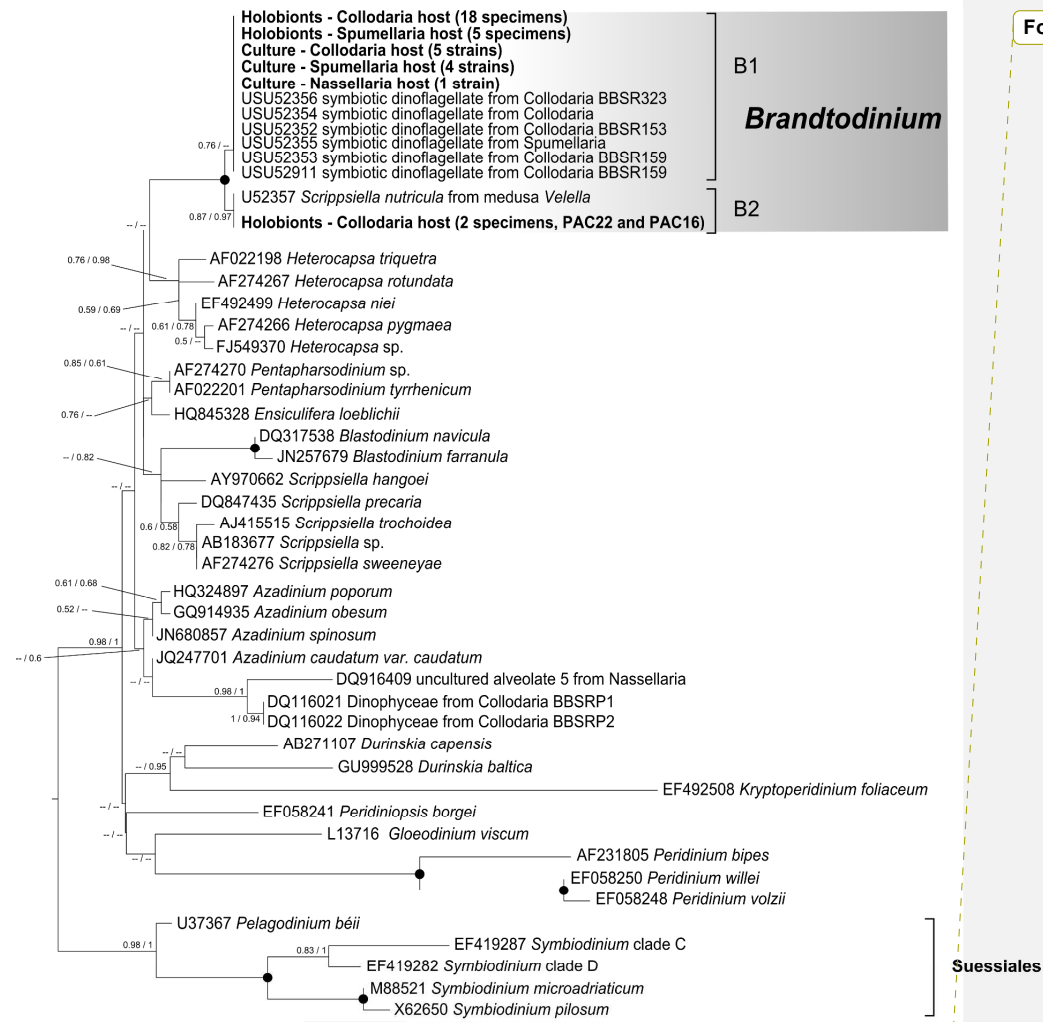 Holobionts - Collodaria host (18 specimens)
Holobionts - Spumellaria host (5 specimens)
Culture - Collodaria host (5 strains)
Culture - Spumellaria host (4 strains)
Culture - Nassellaria host (1 strain)
USU52356 symbiotic dinoflagellate from Collodaria BBSR323
USU52354 symbiotic dinoflagellate from Collodaria
USU52352 symbiotic dinoflagellate from Collodaria BBSR153
USU52355 symbiotic dinoflagellate from Spumellaria
USU52353 symbiotic dinoflagellate from Collodaria BBSR159
USU52911 symbiotic dinoflagellate from Collodaria BBSR159
B1
Brandtodinium
Fo
0.76 / --
U52357 Scrippsiella nutricula from medusa Velella
Holobionts - Collodaria host (2 specimens, PAC22 and PAC16)
B2
0.87 / 0.97
-- / --
0.76 / 0.98
AF022198 Heterocapsa triquetra
AF274267 Heterocapsa rotundata
0.59 / 0.69
EF492499 Heterocapsa niei
-- / --
0.61 / 0.78
AF274266 Heterocapsa pygmaea
0.5 / --
FJ549370 Heterocapsa sp.
0.85 / 0.61
AF274270 Pentapharsodinium sp.
AF022201 Pentapharsodinium tyrrhenicum
0.76 / --
HQ845328 Ensiculifera loeblichii
DQ317538 Blastodinium navicula
-- / 0.82
JN257679 Blastodinium farranula
AY970662 Scrippsiella hangoei
-- / --
DQ847435 Scrippsiella precaria
0.6 / 0.58
AJ415515 Scrippsiella trochoidea
0.82 / 0.78
AB183677 Scrippsiella sp.
AF274276 Scrippsiella sweeneyae
0.61 / 0.68
HQ324897 Azadinium poporum
0.52 / --
GQ914935 Azadinium obesum
JN680857 Azadinium spinosum
0.98 / 1
-- / 0.6
JQ247701 Azadinium caudatum var. caudatum
-- / --
DQ916409 uncultured alveolate 5 from Nassellaria
0.98 / 1
DQ116021 Dinophyceae from Collodaria BBSRP1
1 / 0.94
DQ116022 Dinophyceae from Collodaria BBSRP2
AB271107 Durinskia capensis
-- / --
-- / 0.95
GU999528 Durinskia baltica
EF492508 Kryptoperidinium foliaceum
-- / --
EF058241 Peridiniopsis borgei
-- / --
L13716 Gloeodinium viscum
-- / --
AF231805 Peridinium bipes
EF058250 Peridinium willei
EF058248 Peridinium volzii
U37367 Pelagodinium béii
0.98 / 1
0.83 / 1
EF419287 Symbiodinium clade C
EF419282 Symbiodinium clade D
Suessiales
M88521 Symbiodinium microadriaticum
X62650 Symbiodinium pilosum